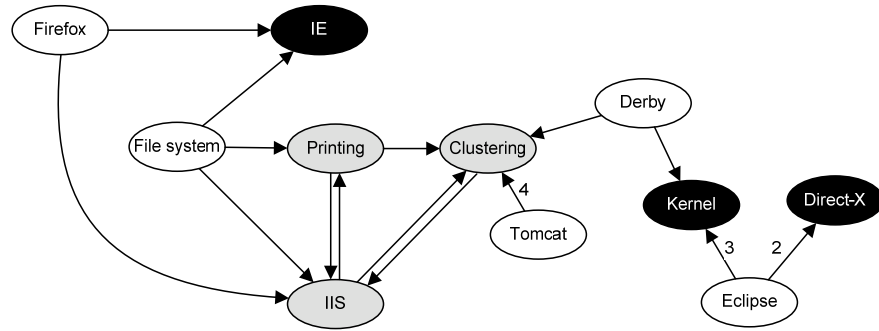 Firefox
IE
File system
Printing
Clustering
Derby
4
Tomcat
Kernel
Direct-X
3
2
IIS
Eclipse